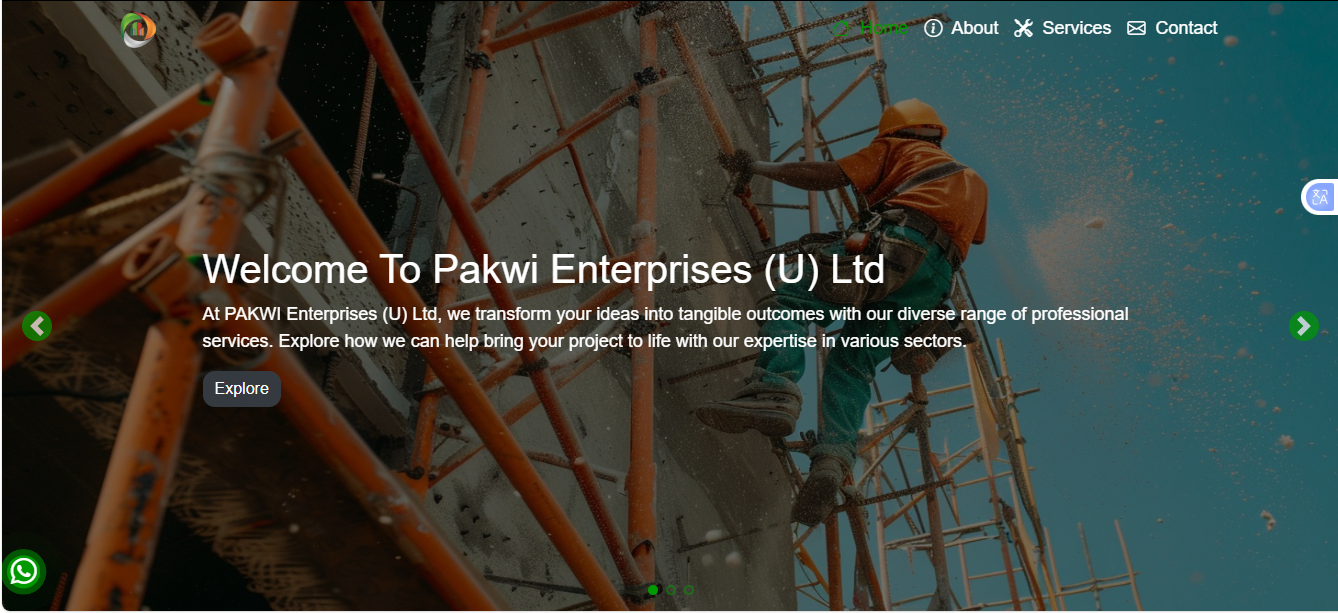 Home About Services Contact
Welcome To Pakwi Enterprises (U) Ltd
At PAKWI Enterprises (U) Ltd, we transform your ideas into tangible outcomes with our diverse range of professional
services. Explore how we can help bring your project to life with our expertise in various sectors.
Explore